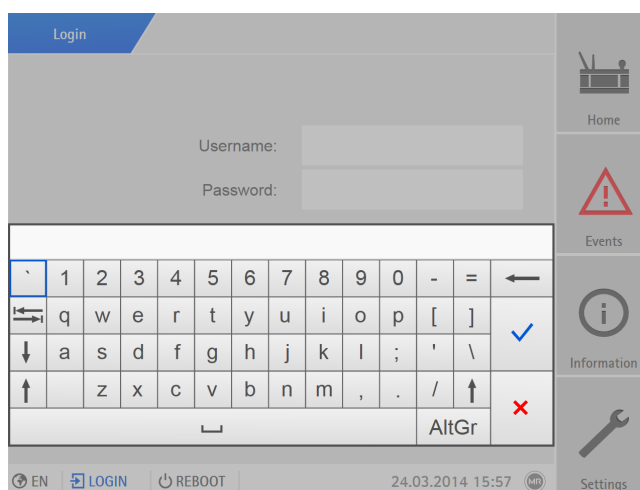 Login
Home
Username:
Password:
Events
` 1 2 3 4 5 6 7 8 9 0 - =
q w e r t y u i o p [ ]
a s d f g h j k l ; ' \
z x c v b n m , . /
AltGr
Information
EN LOGIN REBOOT 24.03.2014 15:57 MR
Settings